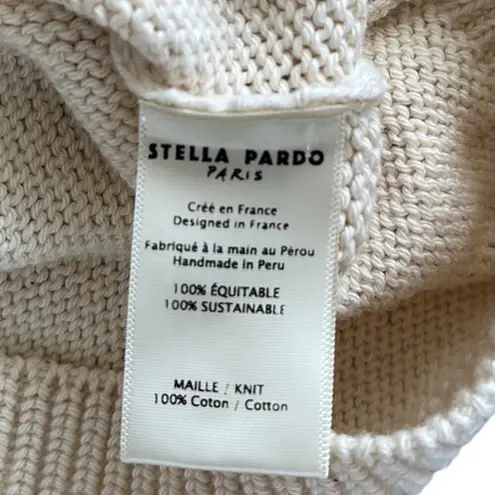 STELLA PARDO
PARIS
Créé en France
Designed in France
Fabriqué à la main au Pérou
Handmade In Peru
100% ÉQUITABLE
100% SUSTAINABLE
MAILLE / KNIT
100% Coton / Cotton